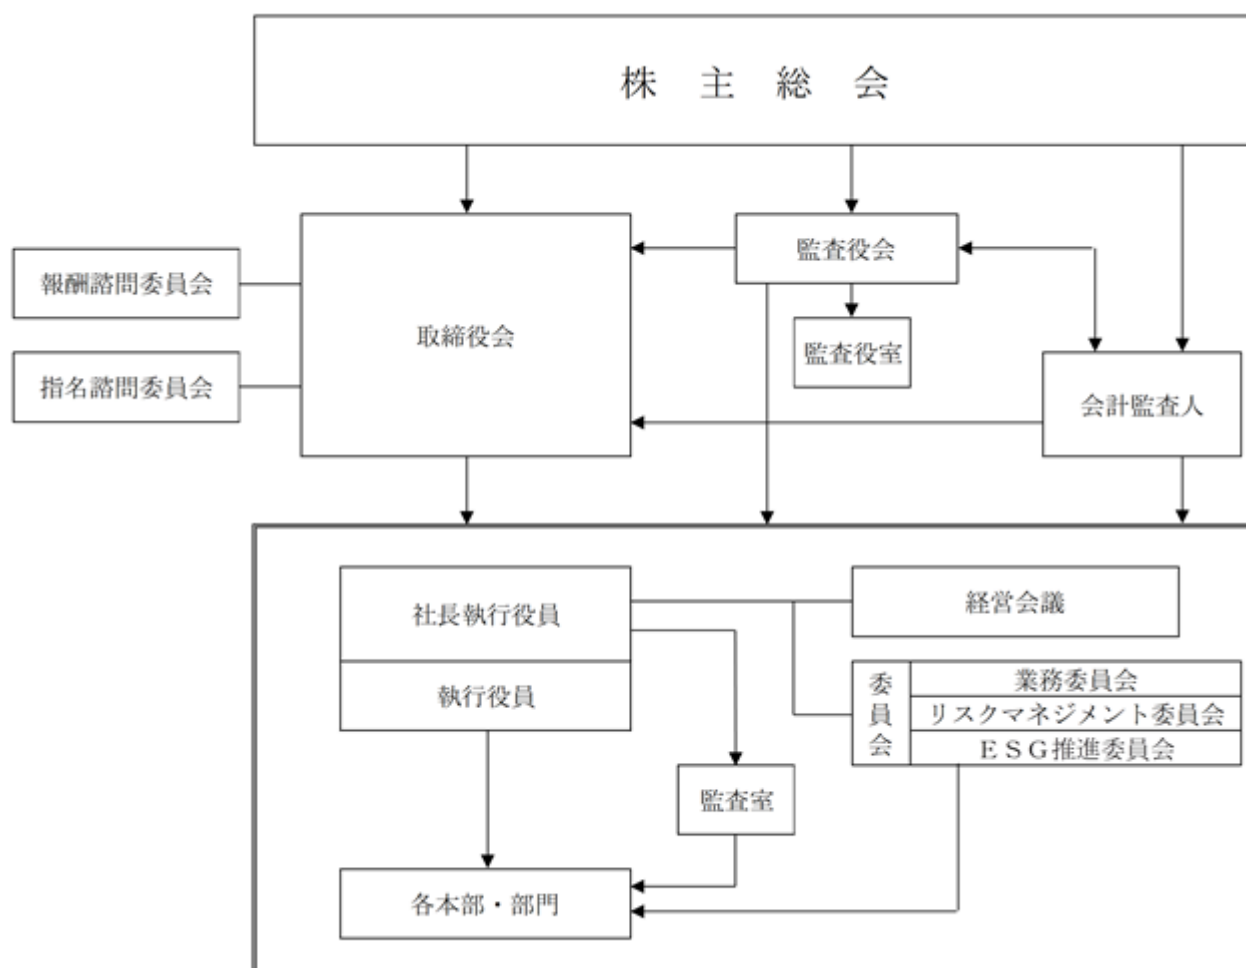 株主総会
監査役会
報酬諮問委員会
取締役会
監査役室
指名諮問委員会
会計監査人
社長執行役員
経営会議
執行役員
委員会
業務委員会
リスクマネジメント委員会
ESG推進委員会
監査室
各本部・部門